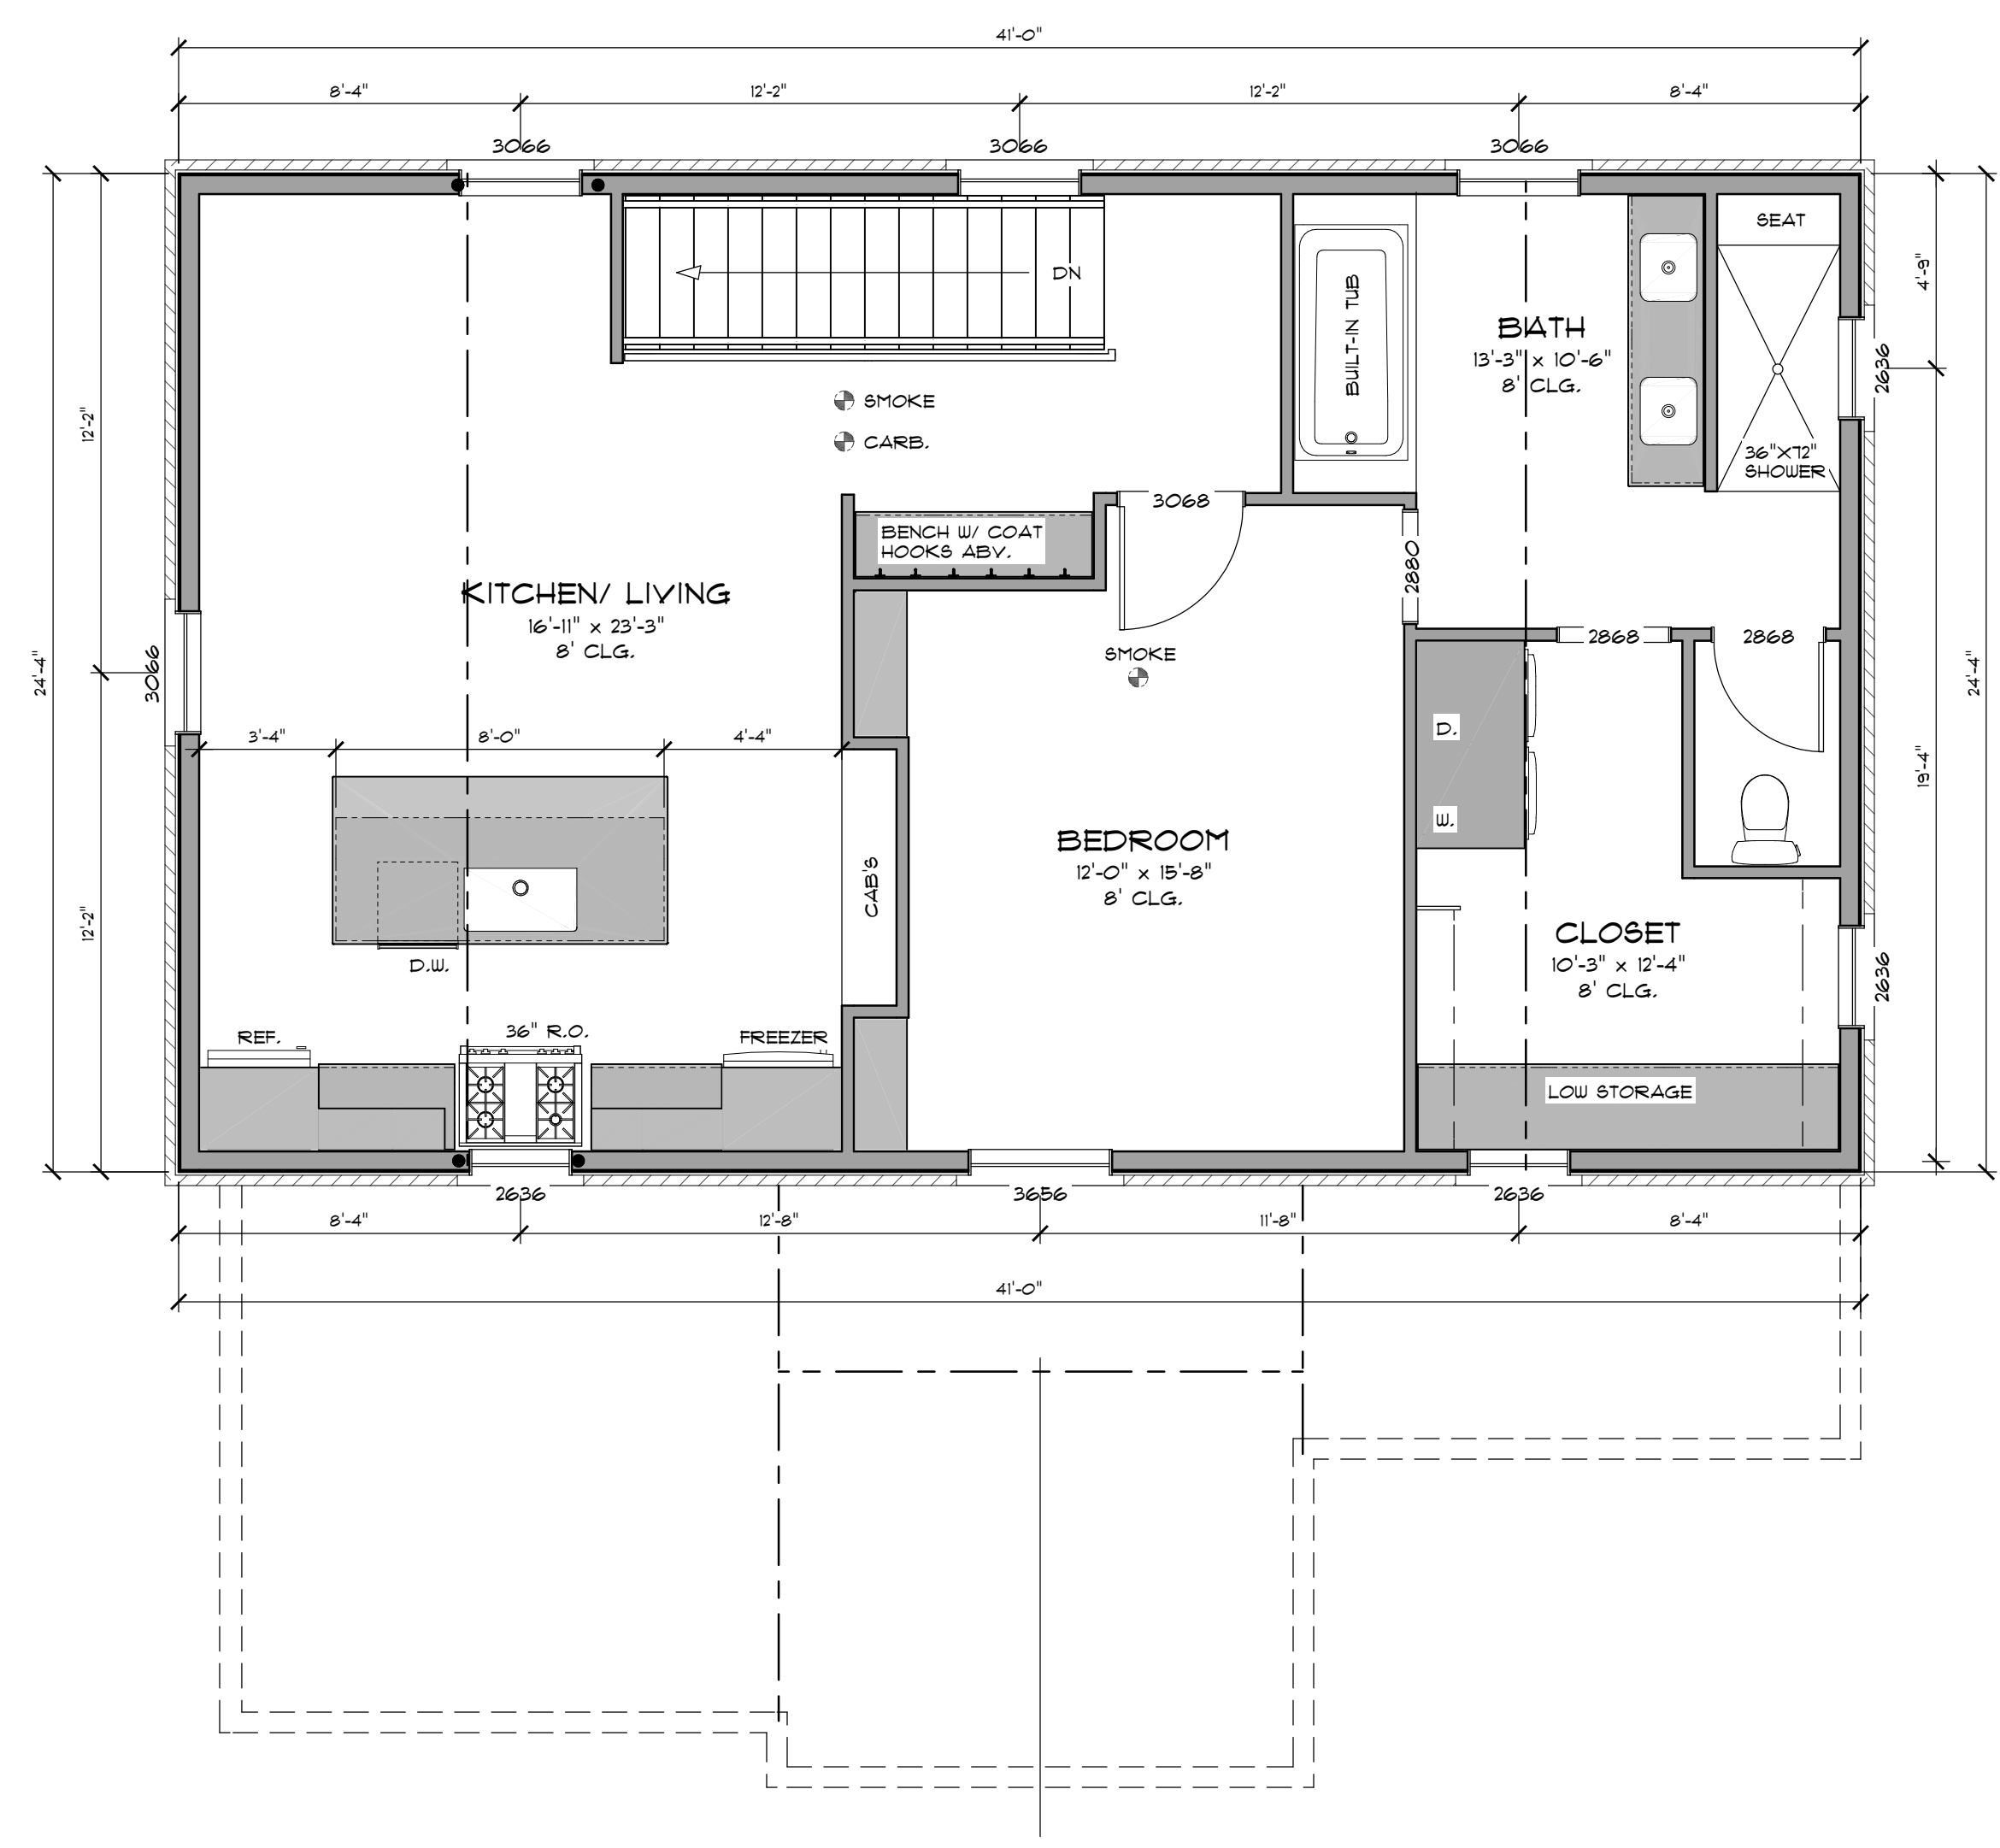 41'-0"
8'-4"
12'-2"
12'-2"
8'-4"
3066
3066
3066
SEAT
DN
BUILT-IN TUB
4'-9"
BATH
13'-3" x 10'-6"
8' CLG.
2636
12'-2"
SMOKE
CARB.
36"X72"
SHOWER
3068
BENCH W/ COAT
HOOKS ABV.
2880
KITCHEN/ LIVING
16'-11" x 23'-3"
8' CLG.
2868
2868
SMOKE
24'-4"
3066
24'-4"
3'-4"
8'-0"
4'-4"
D.
19'-4"
W.
BEDROOM
12'-0" x 15'-8"
8' CLG.
CAB'S
12'-2"
CLOSET
10'-3" x 12'-4"
8' CLG.
D.W.
2636
REF.
36" R.O.
FREEZER
LOW STORAGE
2636
3656
2636
8'-4"
12'-8"
11'-8"
8'-4"
41'-0"